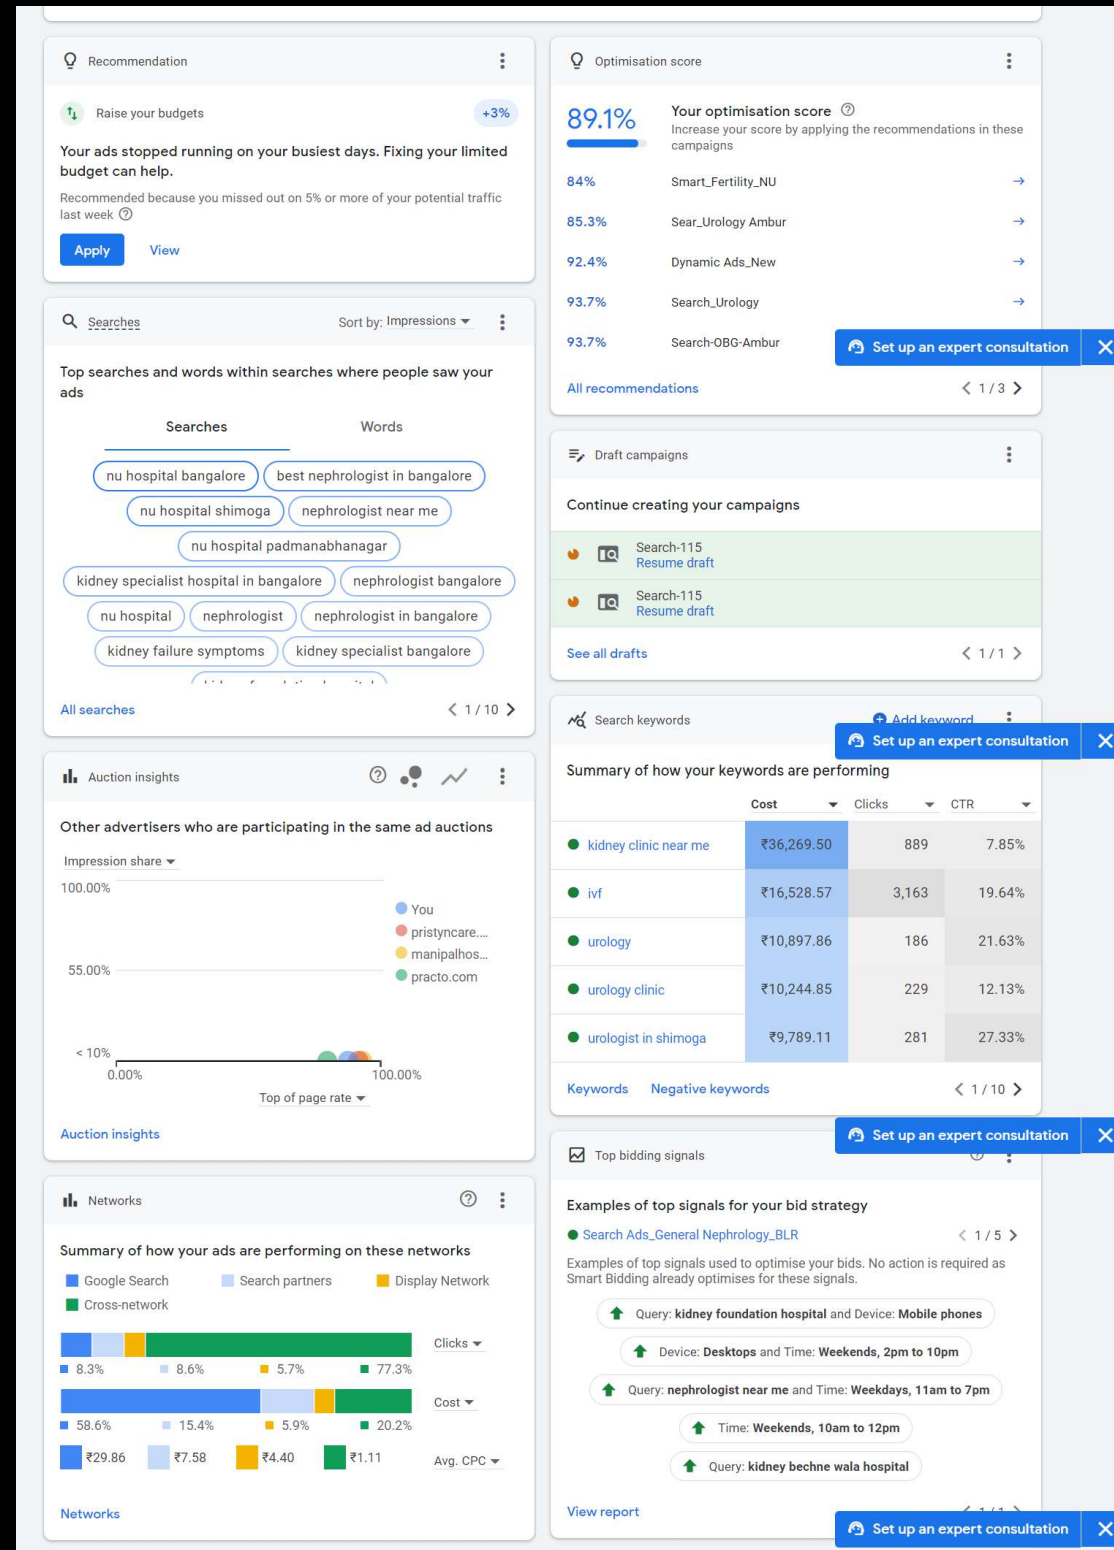 Recommendation
Raise your budgets
+3%
Your ads stopped running on your busiest days. Fixing your limited
budget can help.
Recommended because you missed out on 5% or more of your potential traffic
last week
Apply
View
Searches
Sort by: Impressions
Top searches and words within searches where people saw your
ads
Searches
Words
nu hospital bangalore
best nephrologist in bangalore
nu hospital shimoga
nephrologist near me
nu hospital padmanabhanagar
kidney specialist hospital in bangalore
nephrologist bangalore
nu hospital
nephrologist
nephrologist in bangalore
kidney failure symptoms
kidney specialist bangalore
All searches
1 / 10
Auction insights
Other advertisers who are participating in the same ad auctions
Impression share
100.00%
55.00%
< 10%
0.00%
100.00%
Top of page rate
You
pristyncare....
manipalhos...
practo.com
Auction insights
Networks
Summary of how your ads are performing on these networks
Google Search
Search partners
Display Network
Cross-network
Clicks
8.3%
8.6%
5.7%
77.3%
Cost
58.6%
15.4%
5.9%
20.2%
₹29.86
₹7.58
₹4.40
₹1.11
Avg. CPC
Networks
Optimisation score
89.1%
Your optimisation score
Increase your score by applying the recommendations in these
campaigns
84% Smart_Fertility_NU
85.3% Sear_Urology Ambur
92.4% Dynamic Ads_New
93.7% Search_Urology
93.7% Search-OBG-Ambur
Set up an expert consultation
All recommendations
1 / 3
Draft campaigns
Continue creating your campaigns
Search-115
Resume draft
Search-115
Resume draft
See all drafts
1 / 1
Search keywords
Add keyword
Set up an expert consultation
Summary of how your keywords are performing
Cost Clicks CTR
kidney clinic near me ₹36,269.50 889 7.85%
ivf ₹16,528.57 3,163 19.64%
urology ₹10,897.86 186 21.63%
urology clinic ₹10,244.85 229 12.13%
urologist in shimoga ₹9,789.11 281 27.33%
Keywords
Negative keywords
1 / 10
Set up an expert consultation
Top bidding signals
Examples of top signals for your bid strategy
Search Ads_General Nephrology_BLR
1 / 5
Examples of top signals used to optimise your bids. No action is required as
Smart Bidding already optimises for these signals.
Query: kidney foundation hospital and Device: Mobile phones
Device: Desktops and Time: Weekends, 2pm to 10pm
Query: nephrologist near me and Time: Weekdays, 11am to 7pm
Time: Weekends, 10am to 12pm
Query: kidney bechne wala hospital
View report
Set up an expert consultation